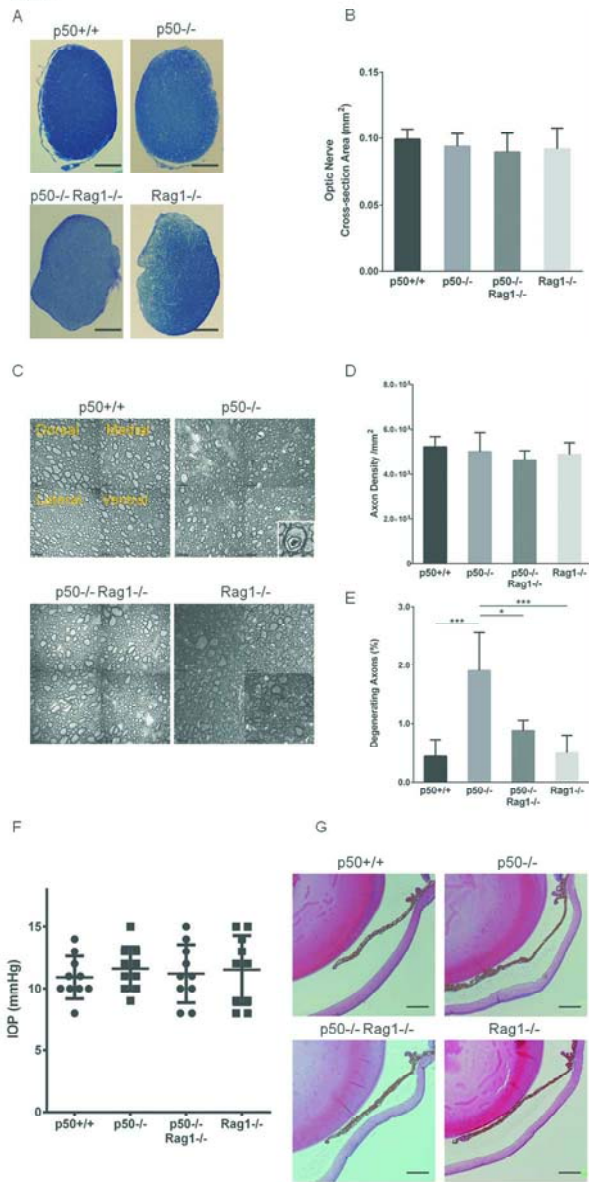 A
p50+/+
p50-/-
p50-/- Rag1-/-
Rag1-/-
B
Optic Nerve
Cross-section Area (mm²)
0.15
0.10
0.05
0.00
p50+/+
p50-/-
p50-/-
Rag1-/-
Rag1-/-
C
p50+/+
p50-/-
Dorsal
Medial
Lateral
Ventral
p50-/- Rag1-/-
Rag1-/-
D
Axon Density /mm²
0
p50+/+
p50-/-
p50-/-
Rag1-/-
Rag1-/-
E
Degenerating Axons (%)
3.0
2.0
1.0
0.0
***
*
***
p50+/+
p50-/-
p50-/-
Rag1-/-
Rag1-/-
F
IOP (mmHg)
15
10
5
0
p50+/+
p50-/-
p50-/-
Rag1-/-
Rag1-/-
G
p50+/+
p50-/-
p50-/- Rag1-/-
Rag1-/-